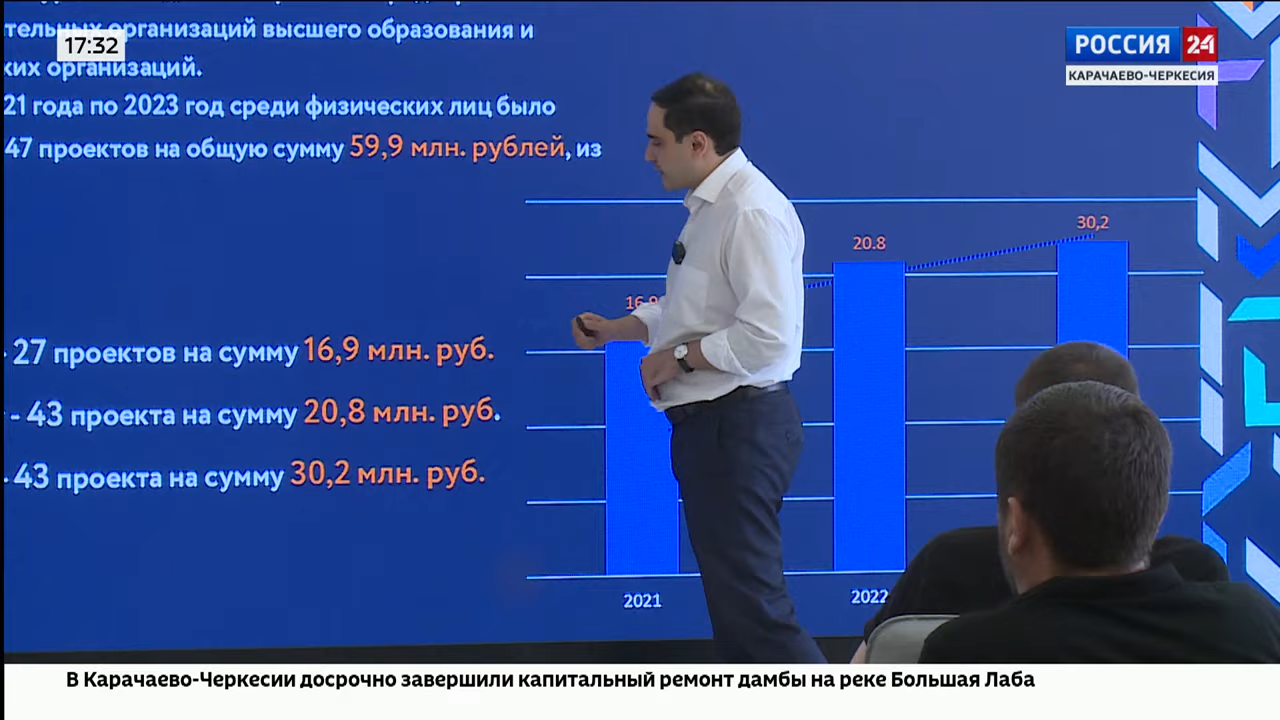 тельных организаций высшего образования и
17:32
ких организаций.
РОССИЯ 24
КАРАЧАЕВО-ЧЕРКЕСИЯ
21 года по 2023 год среди физических лиц было
47 проектов на общую сумму 59,9 млн. рублей, из
30,2
20.8
16,9
- 27 проектов на сумму 16,9 млн. руб.
- 43 проекта на сумму 20,8 млн. руб.
- 43 проекта на сумму 30,2 млн. руб.
2021
2022
В Карачаево-Черкесии досрочно завершили капитальный ремонт дамбы на реке Большая Лаба